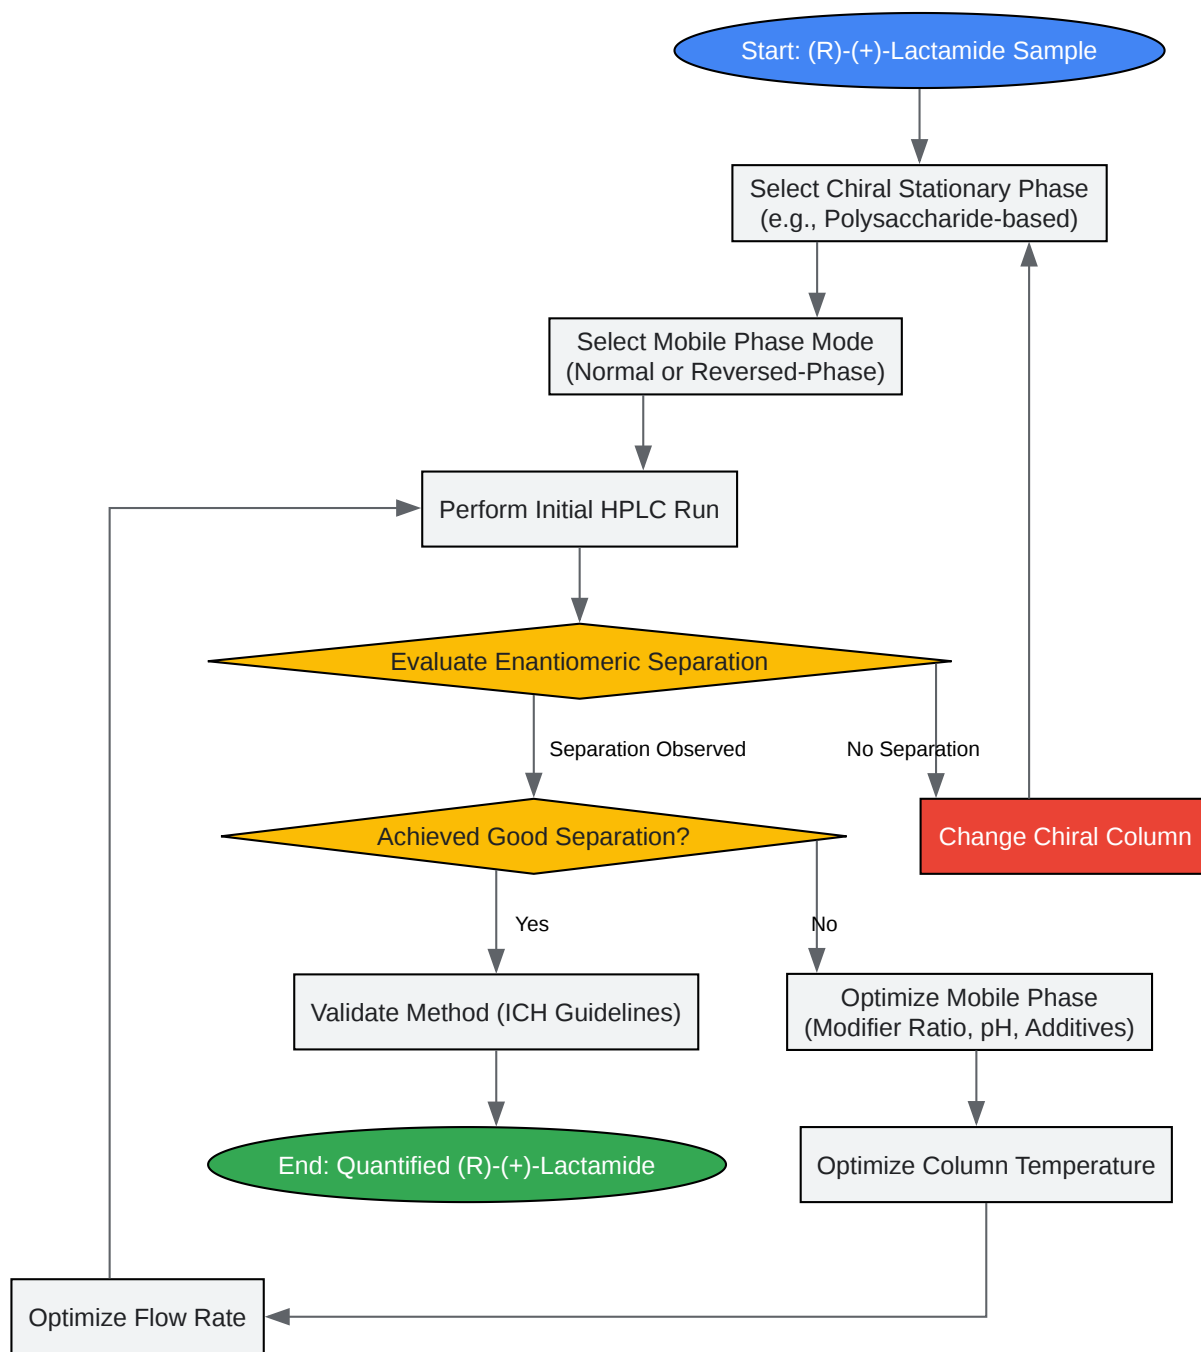 Start: (R)-(+)-Lactamide Sample
Select Chiral Stationary Phase
(e.g., Polysaccharide-based)
Select Mobile Phase Mode
(Normal or Reversed-Phase)
Perform Initial HPLC Run
Evaluate Enantiomeric Separation
Separation Observed
No Separation
Achieved Good Separation?
Change Chiral Column
Yes
No
Validate Method (ICH Guidelines)
Optimize Mobile Phase
(Modifier Ratio, pH, Additives)
End: Quantified (R)-(+)-Lactamide
Optimize Column Temperature
Optimize Flow Rate